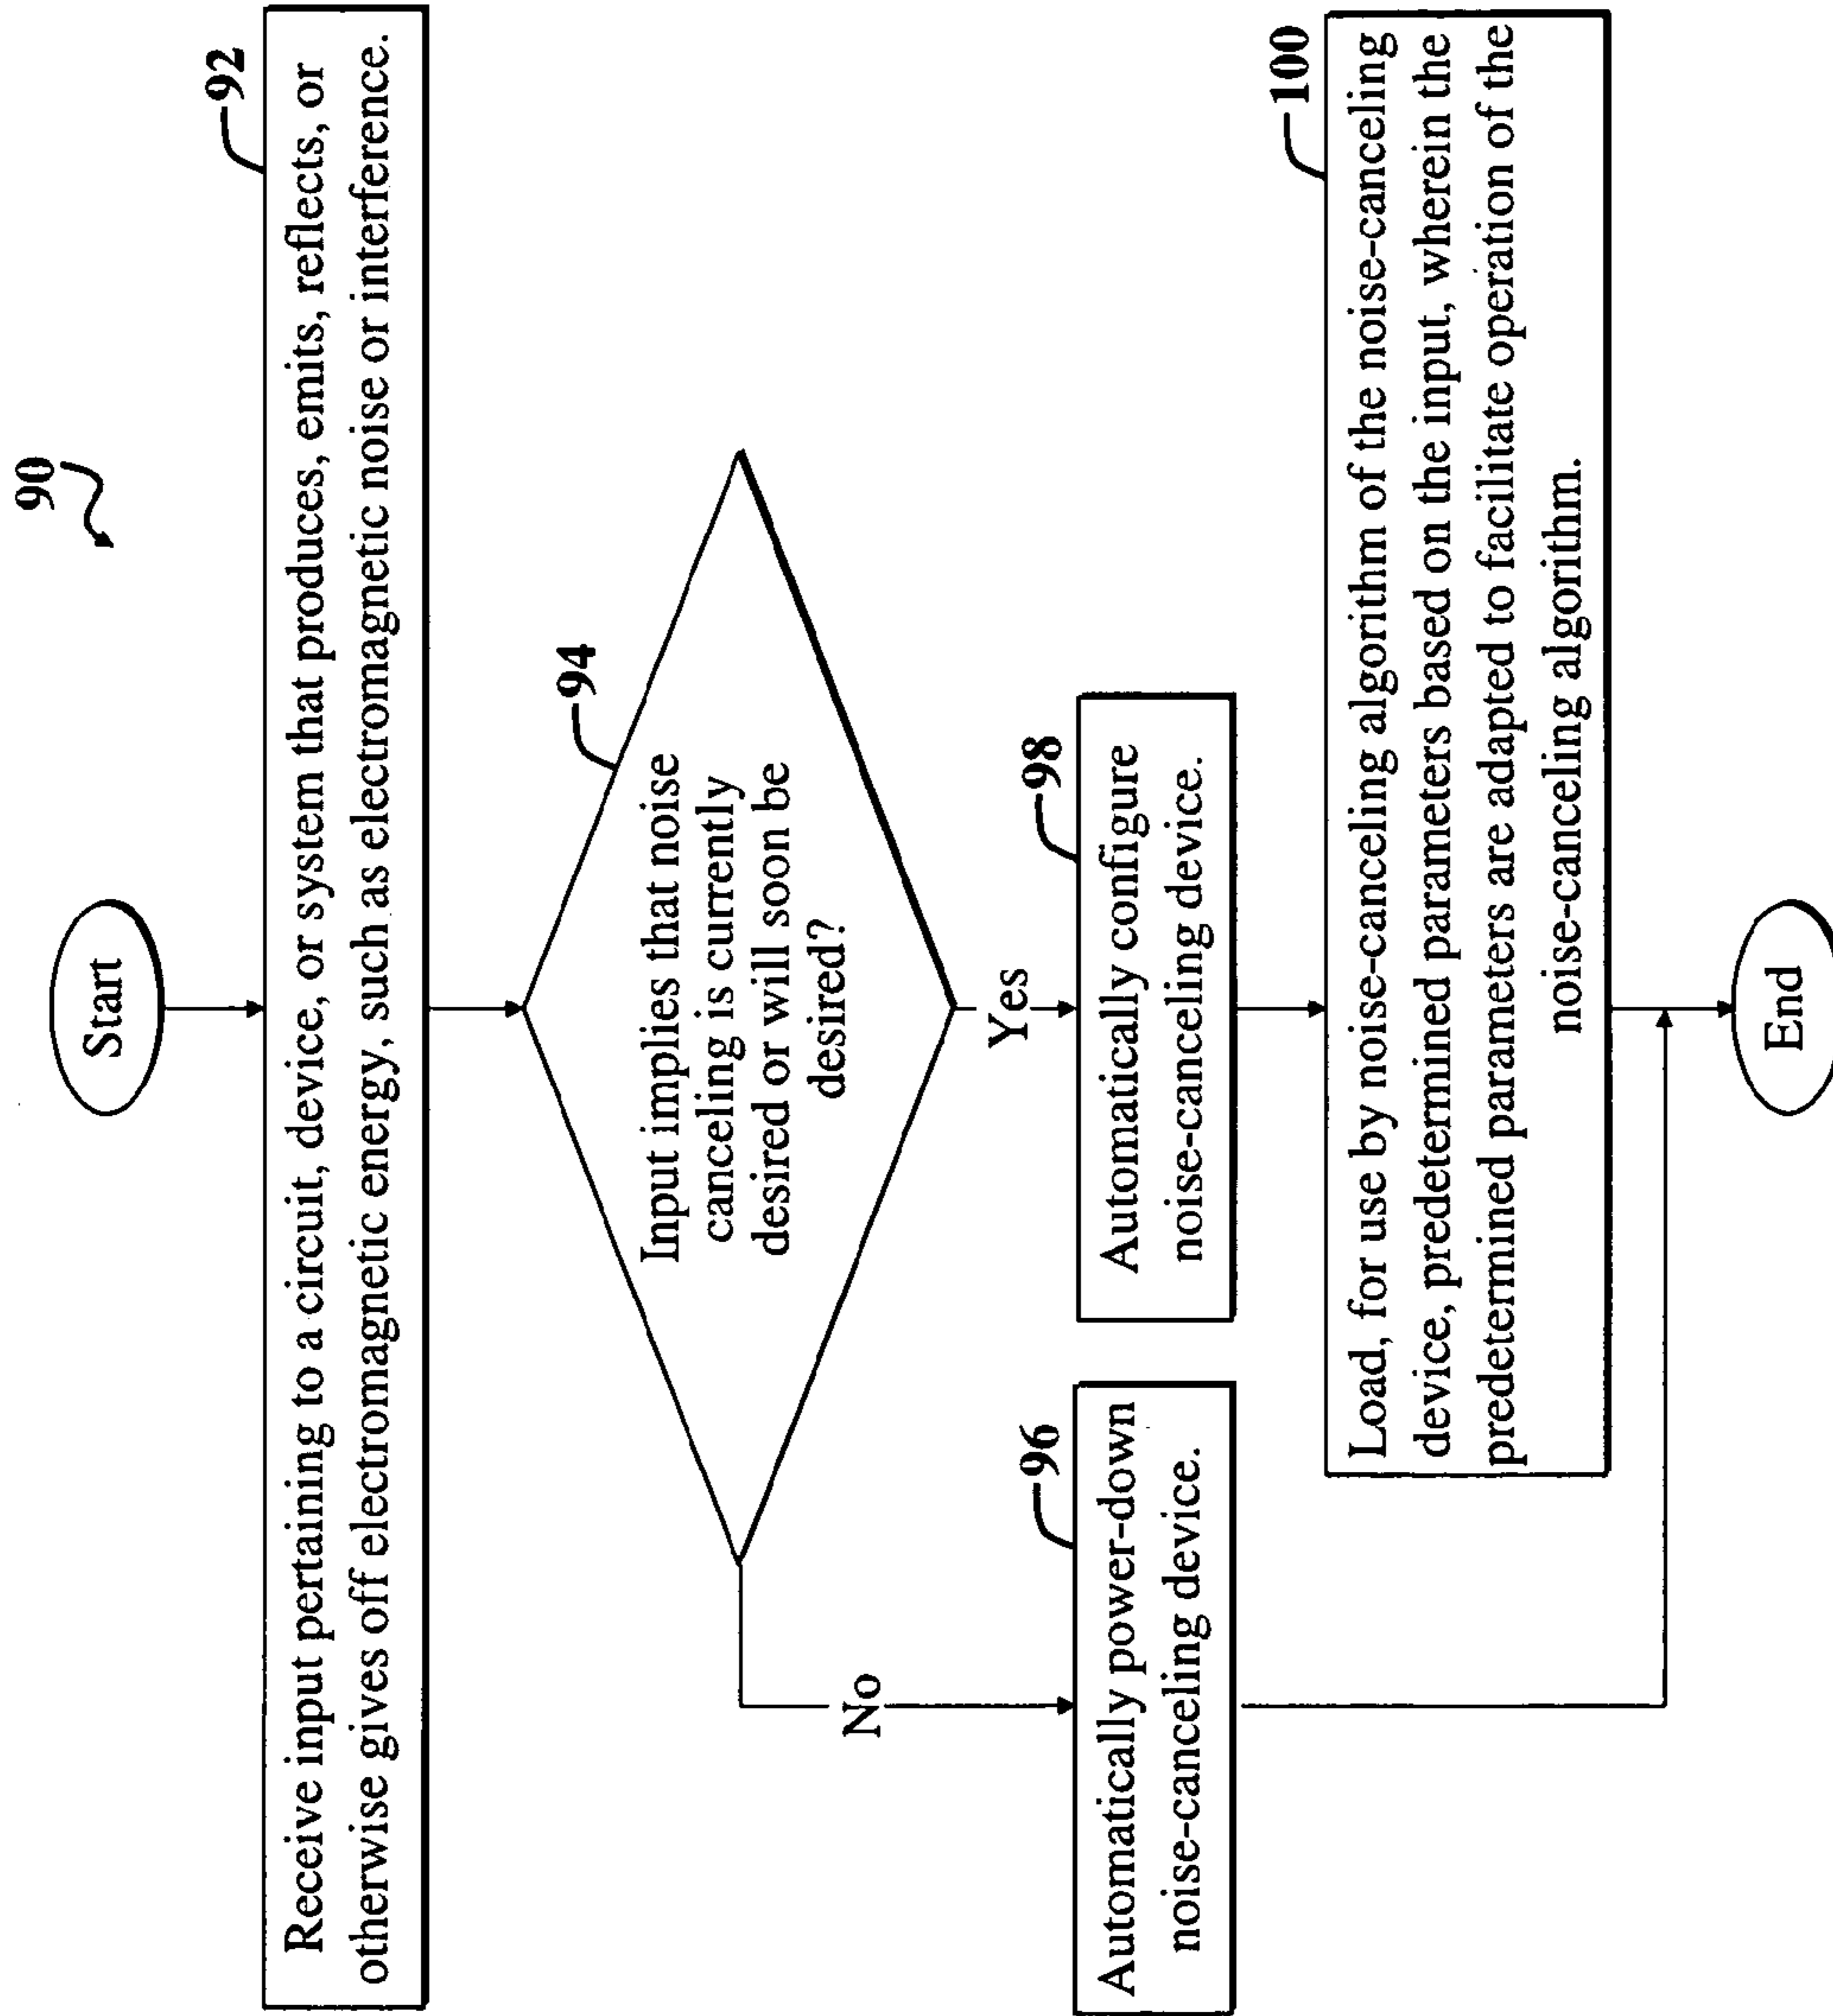 90
Start
92
Receive input pertaining to a circuit, device, or system that produces, emits, reflects, or
otherwise gives off electromagnetic energy, such as electromagnetic noise or interference.
94
Input implies that noise
canceling is currently
desired or will soon be
desired?
No
Yes
96
Automatically power-down
noise-canceling device.
98
Automatically configure
noise-canceling device.
100
Load, for use by noise-canceling algorithm of the noise-canceling
device, predetermined parameters based on the input, wherein the
predetermined parameters are adapted to facilitate operation of the
noise-canceling algorithm.
End